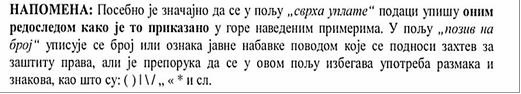 НАПОМЕНА: Посебно је значајно да се у пољу „сврха уплате“ подаци упишу оним
редоследом како је то приказано у горе наведеним примерима. У пољу „позив на
број“ уписује се број или ознака јавне набавке поводом које се подноси захтев за
заштиту права, али је препорука да се у овом пољу избегава употреба размака и
знакова, као што су: ( ) | \ / „ « * и сл.